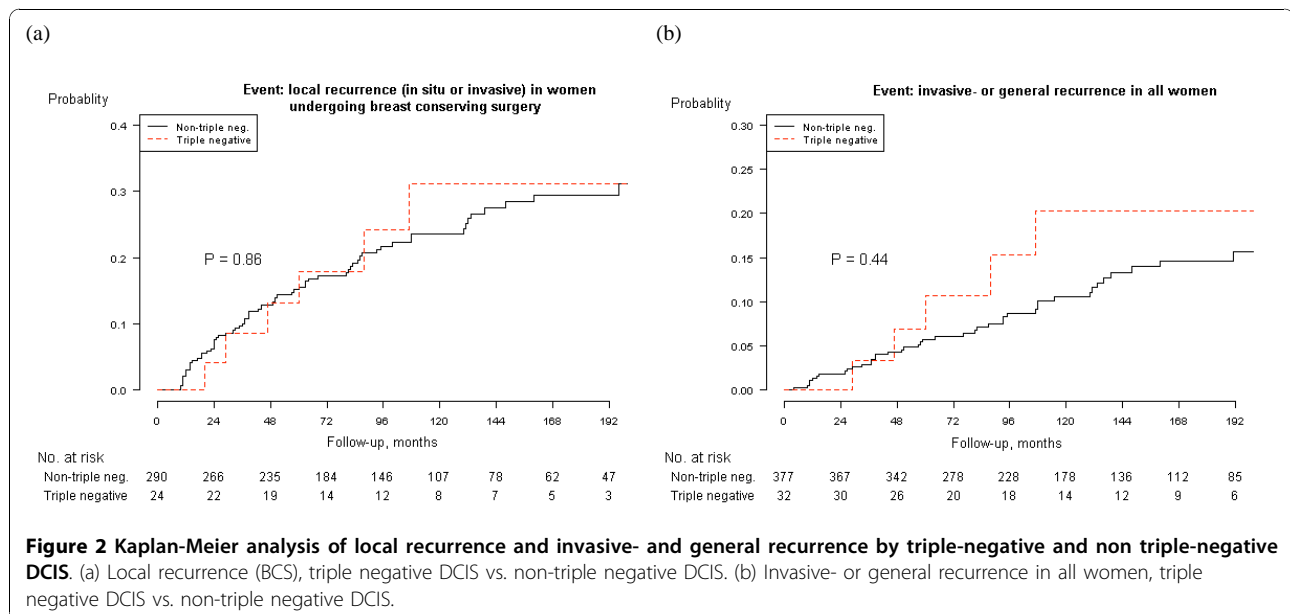 (a)
Event: local recurrence (in situ or invasive) in women
undergoing breast conserving surgery
Probablity
0.4
0.3
0.2
0.1
0.0
Non-triple neg.
Triple negative
P = 0.86
0 24 48 72 96 120 144 168 192
Follow-up, months
No. at risk
Non-triple neg. 290 266 235 184 146 107 78 62 47
Triple negative 24 22 19 14 12 8 7 5 3
(b)
Event: invasive- or general recurrence in all women
Probablity
0.30
0.25
0.20
0.15
0.10
0.05
0.00
Non-triple neg.
Triple negative
P = 0.44
0 24 48 72 96 120 144 168 192
Follow-up, months
No. at risk
Non-triple neg. 377 367 342 278 228 178 136 112 85
Triple negative 32 30 26 20 18 14 12 9 6
Figure 2 Kaplan-Meier analysis of local recurrence and invasive- and general recurrence by triple-negative and non triple-negative
DCIS. (a) Local recurrence (BCS), triple negative DCIS vs. non-triple negative DCIS. (b) Invasive- or general recurrence in all women, triple
negative DCIS vs. non-triple negative DCIS.